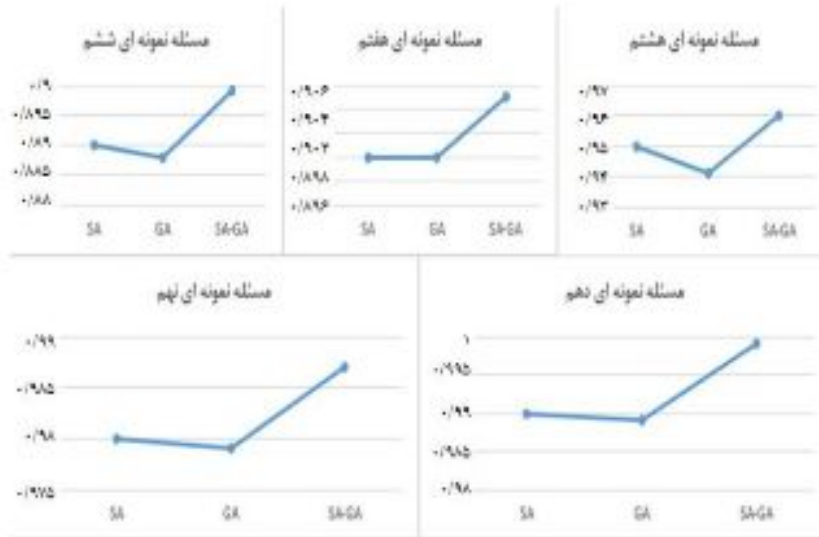 مسئله نمونه ای ششم
۰/۹
۰/۸۹۵
۰/۸۹
۰/۸۸۵
۰/۸۸
SA GA SA-GA
مسئله نمونه ای هفتم
۰/۹۰۶
۰/۹۰۴
۰/۹۰۲
۰/۸۹۸
۰/۸۹۶
SA GA SA-GA
مسئله نمونه ای هشتم
۰/۹۷
۰/۹۶
۰/۹۵
۰/۹۴
۰/۹۳
SA GA SA-GA
مسئله نمونه ای نهم
۰/۹۹
۰/۹۸۵
۰/۹۸
۰/۹۷۵
SA GA SA-GA
مسئله نمونه ای دهم
۱
۰/۹۹۵
۰/۹۹
۰/۹۸۵
۰/۹۸
SA GA SA-GA